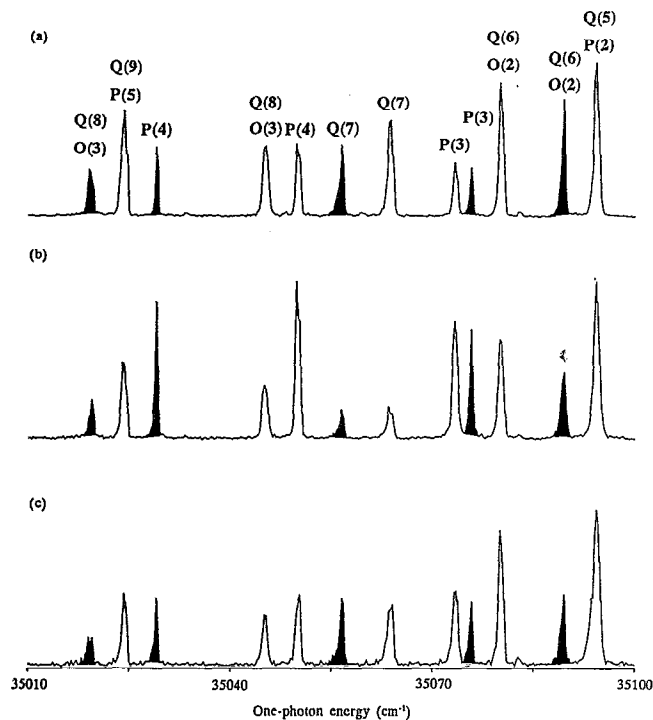 (a)
Q(5)
P(2)
Q(6)
O(2)
Q(6)
O(2)
Q(9)
P(5)
Q(8)
O(3)
P(4)
Q(8)
O(3)
P(4)
Q(7)
Q(7)
P(3)
P(3)
(b)
(c)
35010 35040 35070 35100
One-photon energy (cm⁻¹)